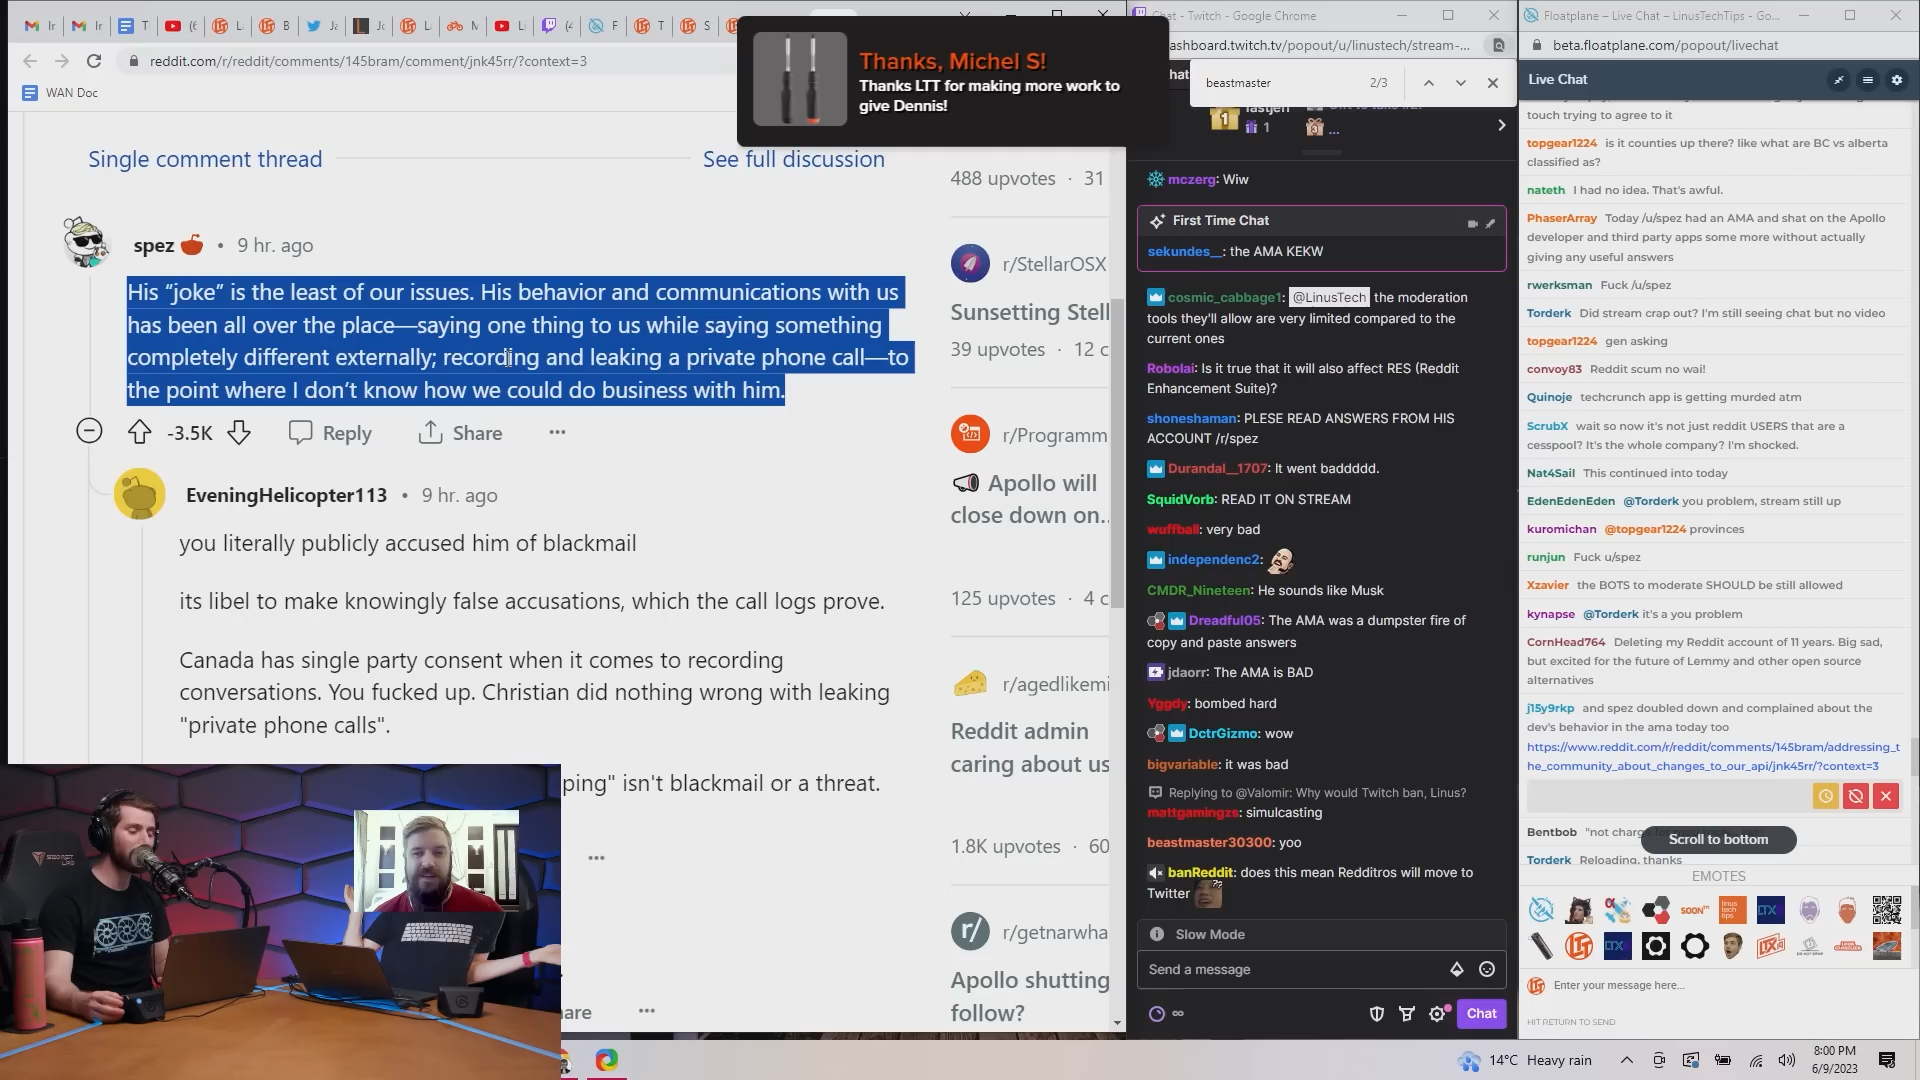 Chat - Twitch - Google Chrome
Floatplane – Live Chat – LinusTechTips - Go...
reddit.com/r/reddit/comments/145bram/comment/jnk45rr/?context=3
ashboard.twitch.tv/popout/u/linustech/stream-...
beta.floatplane.com/popout/livechat
WAN Doc
Thanks, Michel S!
Thanks LTT for making more work to
give Dennis!
beastmaster
2/3
Single comment thread
See full discussion
spez • 9 hr. ago
His “joke” is the least of our issues. His behavior and communications with us
has been all over the place—saying one thing to us while saying something
completely different externally; recording and leaking a private phone call—to
the point where I don’t know how we could do business with him.
-3.5K
Reply
Share
EveningHelicopter113 • 9 hr. ago
you literally publicly accused him of blackmail
its libel to make knowingly false accusations, which the call logs prove.
Canada has single party consent when it comes to recording
conversations. You fucked up. Christian did nothing wrong with leaking
"private phone calls".
ping" isn't blackmail or a threat.
are
488 upvotes · 31
r/StellarOSX
Sunsetting Stell
39 upvotes · 12 c
r/Programm
Apollo will
close down on..
125 upvotes · 4 c
r/agedlikemi
Reddit admin
caring about us
1.8K upvotes · 60
r/getnarwha
Apollo shutting
follow?
1
1
...
mczerg: Wiw
First Time Chat
sekundes__: the AMA KEKW
cosmic_cabbage1: @LinusTech the moderation
tools they'll allow are very limited compared to the
current ones
Robolai: Is it true that it will also affect RES (Reddit
Enhancement Suite)?
shoneshaman: PLESE READ ANSWERS FROM HIS
ACCOUNT /r/spez
Durandal__1707: It went baddddd.
SquidVorb: READ IT ON STREAM
wuffball: very bad
independenc2:
CMDR_Nineteen: He sounds like Musk
Dreadful05: The AMA was a dumpster fire of
copy and paste answers
jdaorr: The AMA is BAD
Yggdy: bombed hard
DctrGizmo: wow
bigvariable: it was bad
Replying to @Valomir: Why would Twitch ban, Linus?
mattgamingzs: simulcasting
beastmaster30300: yoo
banReddit: does this mean Redditros will move to
Twitter
Slow Mode
Send a message
Chat
Live Chat
touch trying to agree to it
topgear1224 is it counties up there? like what are BC vs alberta
classified as?
nateth I had no idea. That's awful.
PhaserArray Today /u/spez had an AMA and shat on the Apollo
developer and third party apps some more without actually
giving any useful answers
rwerksman Fuck /u/spez
Torderk Did stream crap out? I'm still seeing chat but no video
topgear1224 gen asking
convoy83 Reddit scum no wai!
Quinoje techcrunch app is getting murded atm
ScrubX wait so now it's not just reddit USERS that are a
cesspool? It's the whole company? I'm shocked.
Nat4Sail This continued into today
EdenEdenEden @Torderk you problem, stream still up
kuromichan @topgear1224 provinces
runjun Fuck u/spez
Xzavier the BOTS to moderate SHOULD be still allowed
kynapse @Torderk it's a you problem
CornHead764 Deleting my Reddit account of 11 years. Big sad,
but excited for the future of Lemmy and other open source
alternatives
j15y9rkp and spez doubled down and complained about the
dev's behavior in the ama today too
https://www.reddit.com/r/reddit/comments/145bram/addressing_t
he_community_about_changes_to_our_api/jnk45rr/?context=3
Bentbob "not charg
Scroll to bottom
Torderk Reloading, thanks
EMOTES
SOON
linus tech tips
LTX
LTX
Enter your message here...
HIT RETURN TO SEND
14°C Heavy rain
8:00 PM
6/9/2023